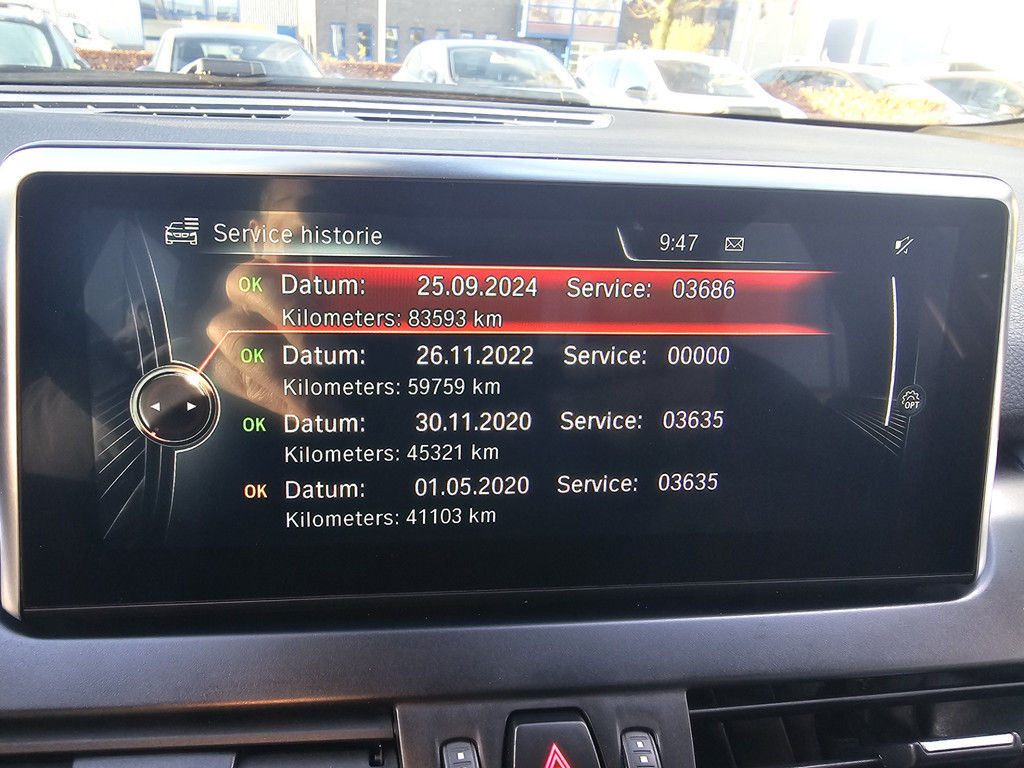 Service historie 9:47
OK Datum: 25.09.2024 Service: 03686
Kilometers: 83593 km
OK Datum: 26.11.2022 Service: 00000
Kilometers: 59759 km
OK Datum: 30.11.2020 Service: 03635
Kilometers: 45321 km
OK Datum: 01.05.2020 Service: 03635
Kilometers: 41103 km
OPT